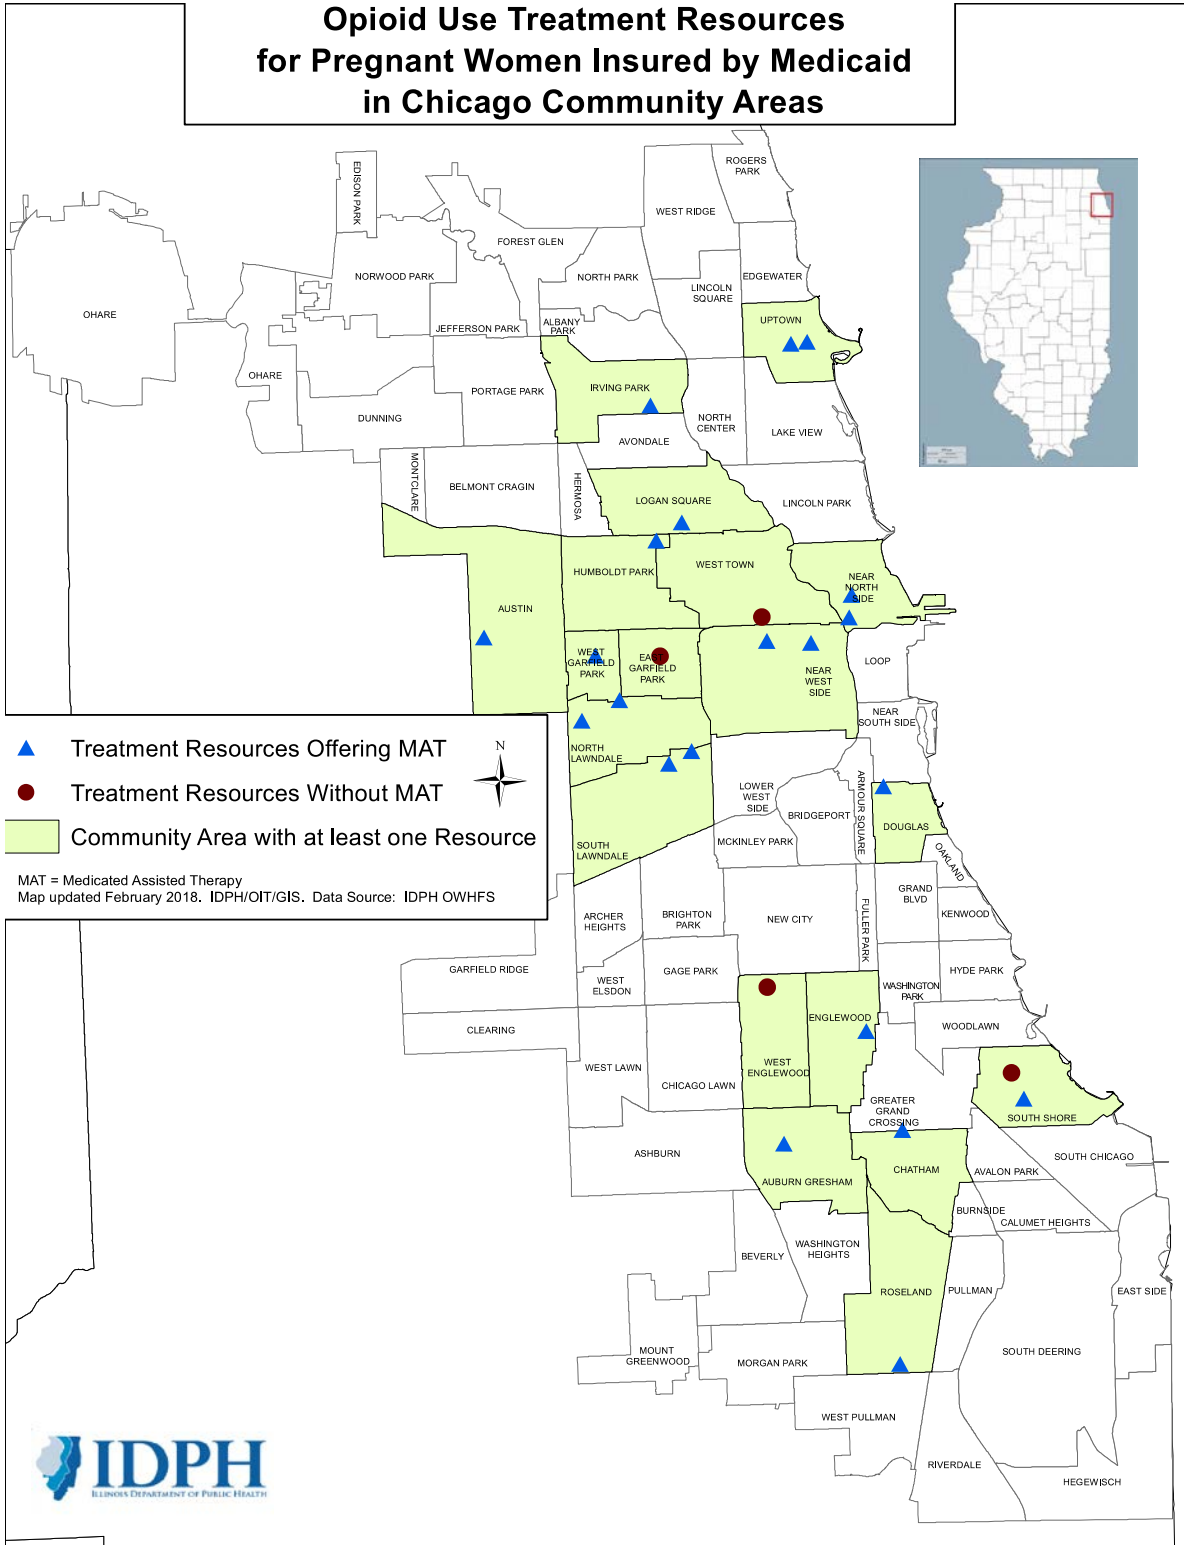 Opioid Use Treatment Resources
for Pregnant Women Insured by Medicaid
in Chicago Community Areas
ROGERS
PARK
EDISON PARK
WEST RIDGE
FOREST GLEN
NORWOOD PARK
NORTH PARK
EDGEWATER
LINCOLN
SQUARE
OHARE
JEFFERSON PARK
ALBANY
PARK
UPTOWN
OHARE
PORTAGE PARK
IRVING PARK
DUNNING
NORTH
CENTER
LAKE VIEW
AVONDALE
MONTCLARE
BELMONT CRAGIN
HERMOSA
LOGAN SQUARE
LINCOLN PARK
HUMBOLDT PARK
WEST TOWN
NEAR
NORTH
SIDE
AUSTIN
WEST
GARFIELD
PARK
EAST
GARFIELD
PARK
NEAR
WEST
SIDE
LOOP
NEAR
SOUTH SIDE
NORTH
LAWNDALE
Treatment Resources Offering MAT
N
Treatment Resources Without MAT
Community Area with at least one Resource
MAT = Medicated Assisted Therapy
Map updated February 2018. IDPH/OIT/GIS. Data Source: IDPH OWHFS
LOWER
WEST
SIDE
BRIDGEPORT
ARMOUR SQUARE
DOUGLAS
SOUTH
LAWNDALE
MCKINLEY PARK
OAKLAND
ARCHER
HEIGHTS
BRIGHTON
PARK
NEW CITY
FULLER PARK
GRAND
BLVD
KENWOOD
GARFIELD RIDGE
WEST
ELSDON
GAGE PARK
WASHINGTON
PARK
HYDE PARK
CLEARING
ENGLEWOOD
WOODLAWN
WEST LAWN
CHICAGO LAWN
WEST
ENGLEWOOD
GREATER
GRAND
CROSSING
SOUTH SHORE
ASHBURN
AUBURN GRESHAM
CHATHAM
AVALON PARK
SOUTH CHICAGO
BURNSIDE
CALUMET HEIGHTS
BEVERLY
WASHINGTON
HEIGHTS
ROSELAND
PULLMAN
EAST SIDE
MOUNT
GREENWOOD
MORGAN PARK
SOUTH DEERING
WEST PULLMAN
RIVERDALE
HEGEWISCH
IDPH
ILLINOIS DEPARTMENT OF PUBLIC HEALTH